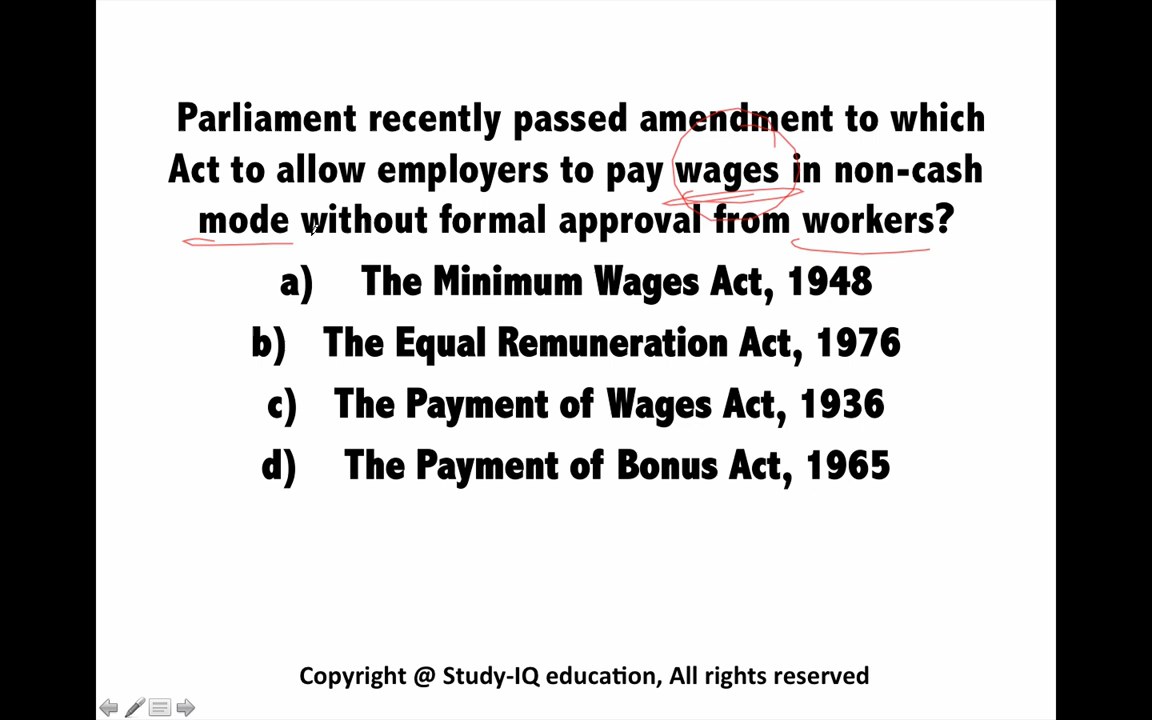 Parliament recently passed amendment to which
Act to allow employers to pay wages in non-cash
mode without formal approval from workers?
a) The Minimum Wages Act, 1948
b) The Equal Remuneration Act, 1976
c) The Payment of Wages Act, 1936
d) The Payment of Bonus Act, 1965
Copyright @ Study-IQ education, All rights reserved